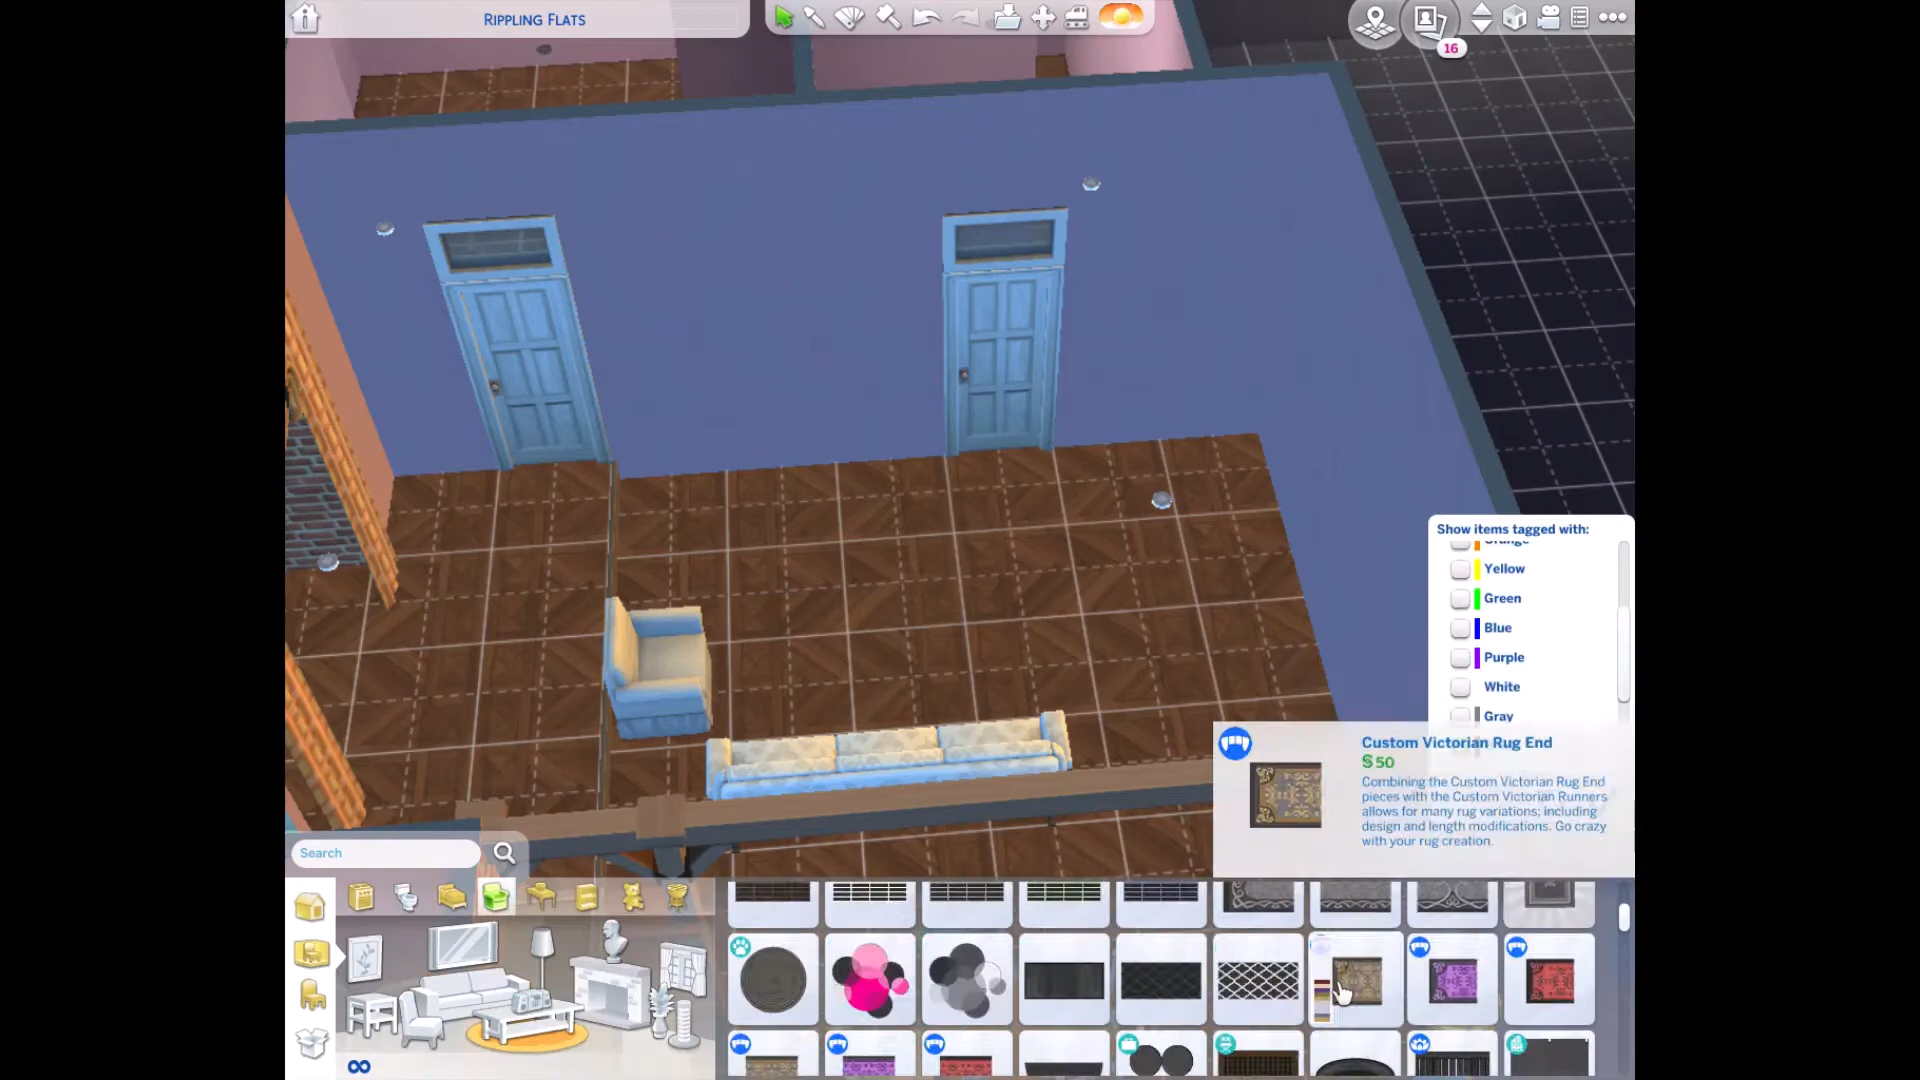 RIPPLING FLATS
16
Show items tagged with:
Orange
Yellow
Green
Blue
Purple
White
Gray
Custom Victorian Rug End
§50
Combining the Custom Victorian Rug End
pieces with the Custom Victorian Runners
allows for many rug variations; including
design and length modifications. Go crazy
with your rug creation.
Search